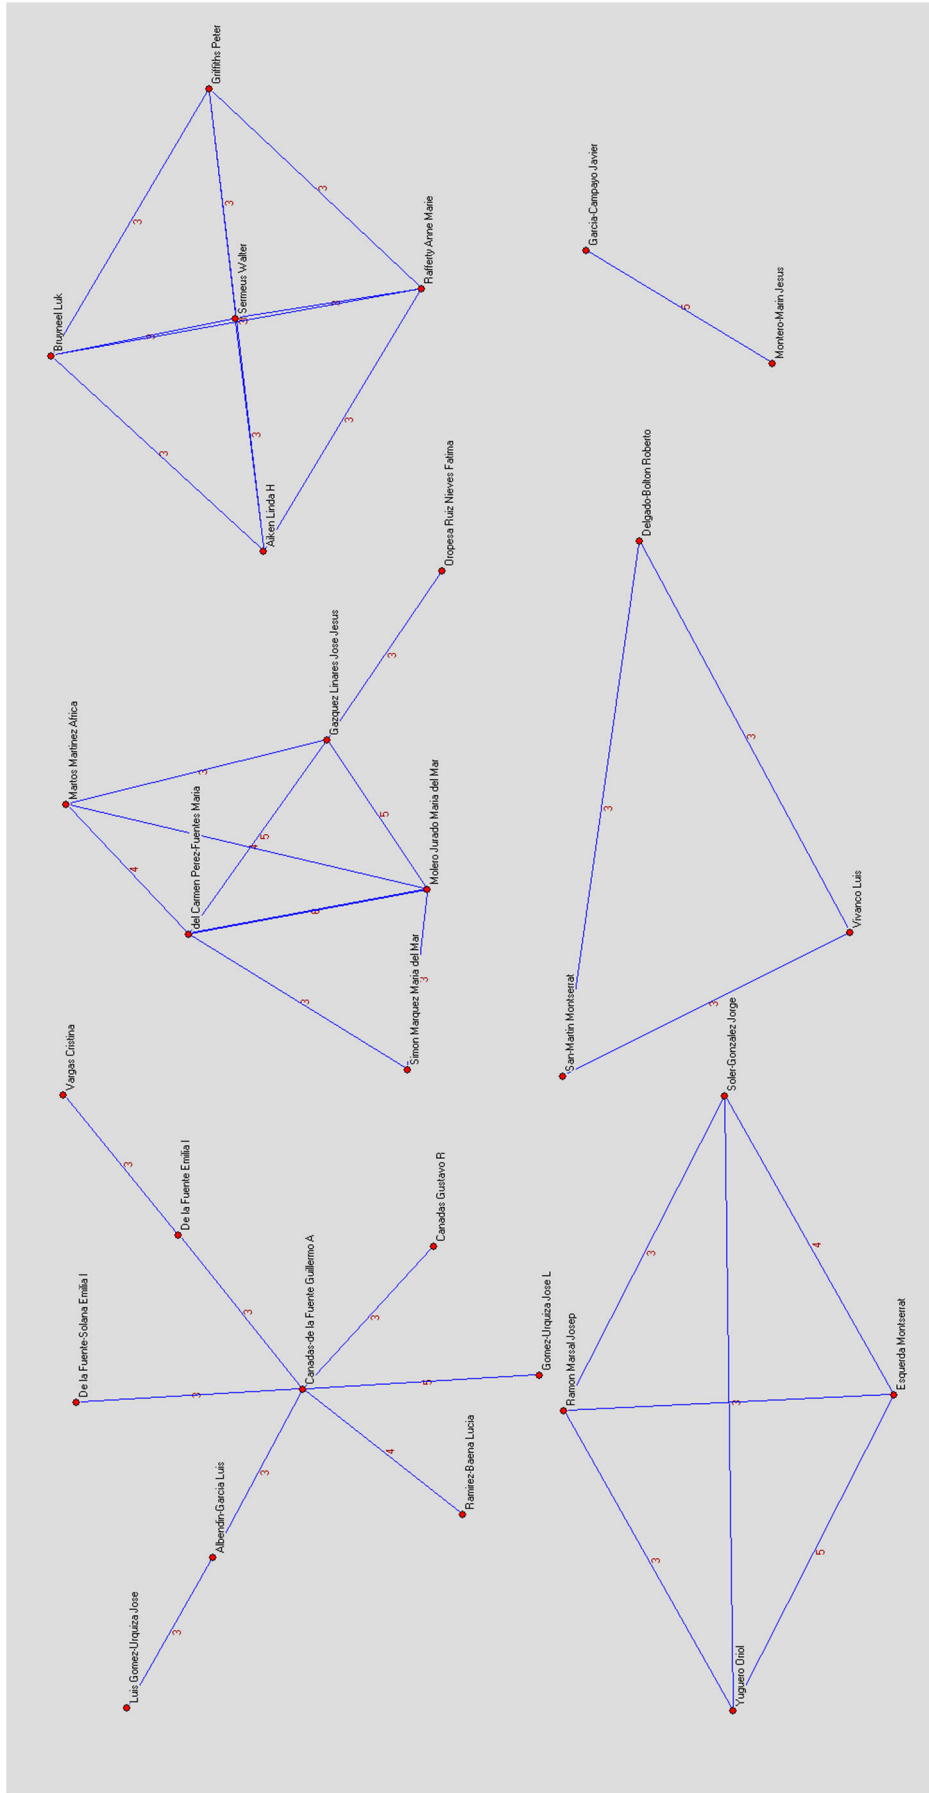 Griffiths Peter
3
3
3
Bruyneel Luk
Sermeus Walter
Rafferty Anne Marie
3
3
3
3
3
3
Aiken Linda H
Garcia-Campayo Javier
5
Montero-Marin Jesus
Oropesa Ruiz Nieves Fatima
3
Gazquez Linares Jose Jesus
Martos Martinez Africa
3
del Carmen Perez-Fuentes Maria
4
5
4
5
Molero Jurado Maria del Mar
6
3
3
Simon Marquez Maria del Mar
Delgado-Bolton Roberto
3
3
Vivanco Luis
3
San-Martin Montserrat
Vargas Cristina
3
De la Fuente Emilia I
De la Fuente-Solana Emilia I
3
3
Canadas Gustavo R
3
Canadas-de la Fuente Guillermo A
5
Gomez-Urquiza Jose L
4
Ramirez-Baena Lucia
3
Albendin-Garcia Luis
3
Luis Gomez-Urquiza Jose
Soler-Gonzalez Jorge
3
4
Ramon Marsal Josep
Esquerda Montserrat
3
3
5
Yuguero Oriol